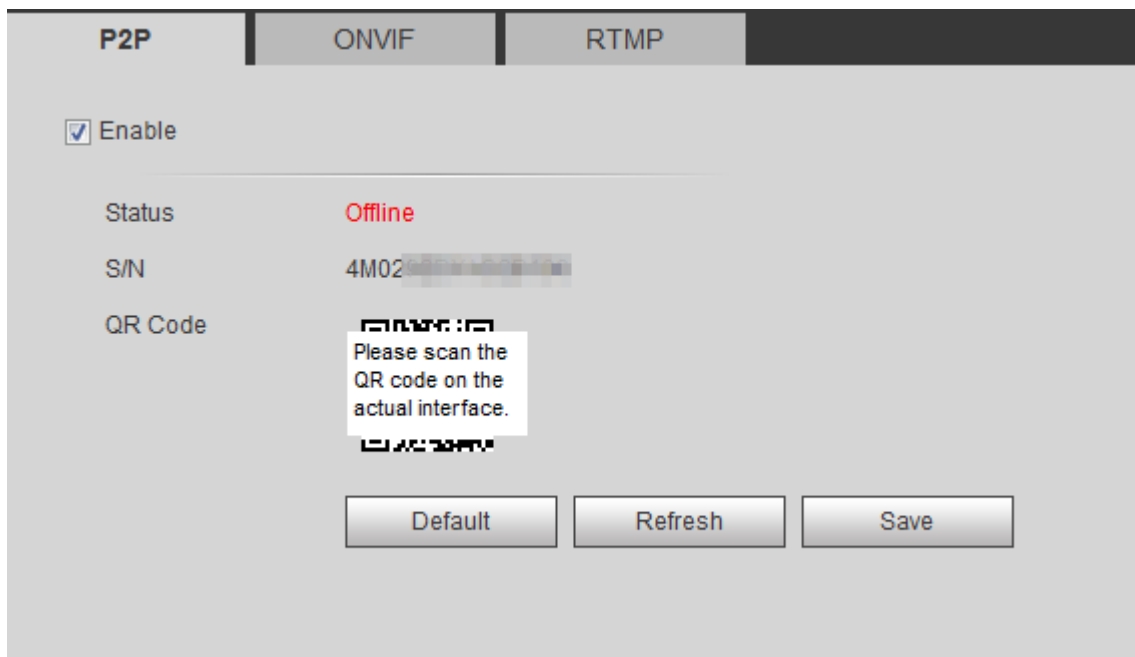 P2P ONVIF RTMP
Enable
Status Offline
S/N 4M02
QR Code
Please scan the
QR code on the
actual interface.
Default Refresh Save